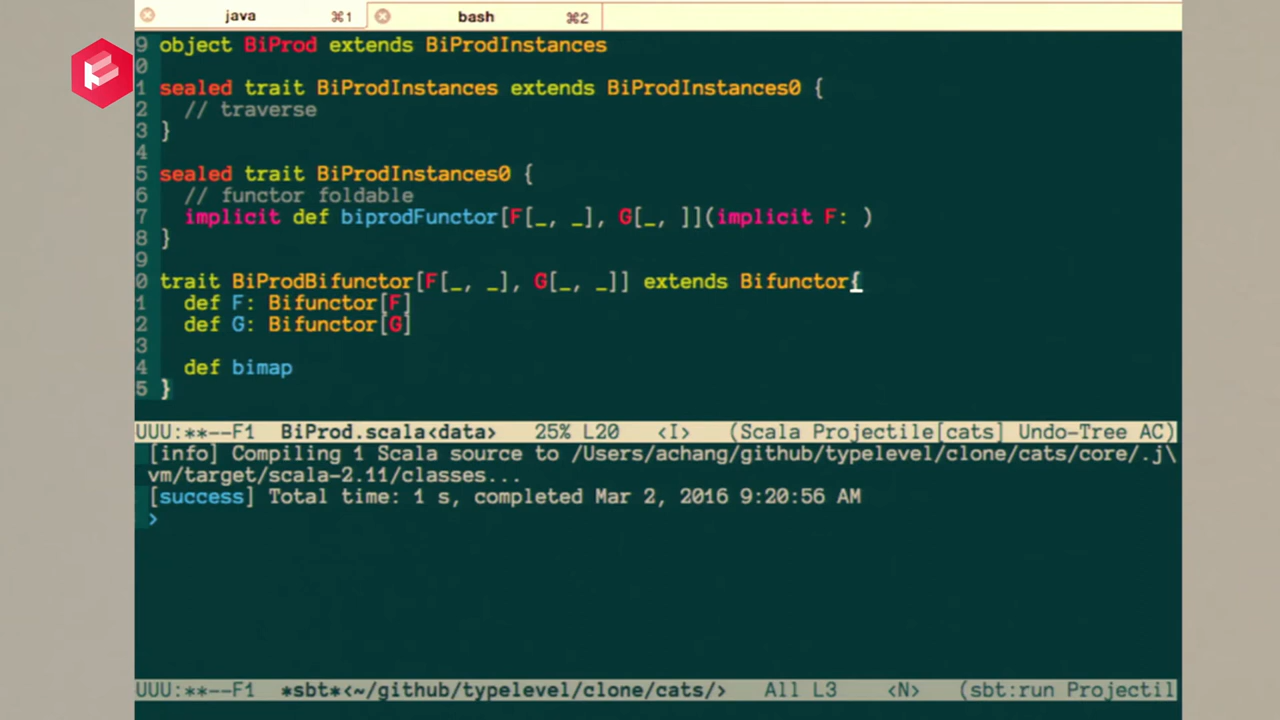 java ⌘1 bash ⌘2
9 object BiProd extends BiProdInstances
0
1 sealed trait BiProdInstances extends BiProdInstances0 {
2   // traverse
3 }
4
5 sealed trait BiProdInstances0 {
6   // functor foldable
7   implicit def biprodFunctor[F[_, _], G[_, ]](implicit F: )
8 }
9
0 trait BiProdBifunctor[F[_, _], G[_, _]] extends Bifunctor{
1   def F: Bifunctor[F]
2   def G: Bifunctor[G]
3
4   def bimap
5 }
UUU:**--F1  BiProd.scala<data>   25% L20   <I>   (Scala Projectile[cats] Undo-Tree AC)
[info] Compiling 1 Scala source to /Users/achang/github/typelevel/clone/cats/core/.j\
vm/target/scala-2.11/classes...
[success] Total time: 1 s, completed Mar 2, 2016 9:20:56 AM
>
UUU:**--F1  *sbt*<~/github/typelevel/clone/cats/>   All L3    <N>   (sbt:run Projectil